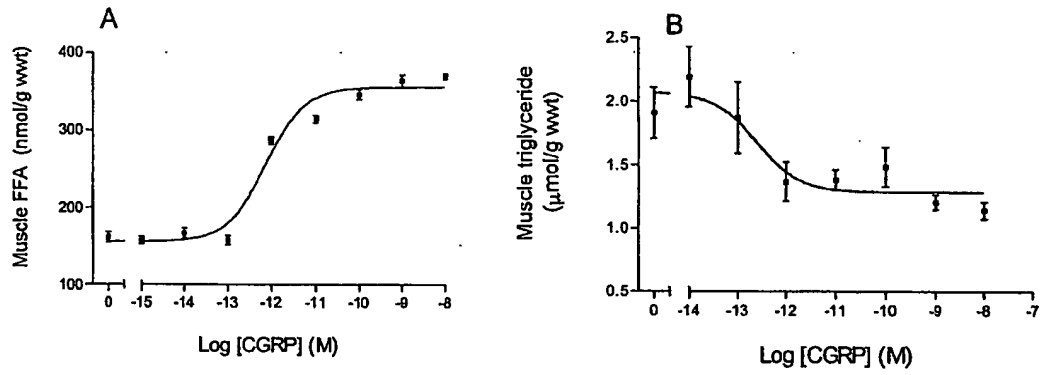 A
Muscle FFA (nmol/g wwt)
400
300
200
100
0 -15 -14 -13 -12 -11 -10 -9 -8
Log [CGRP] (M)
B
Muscle triglyceride
(μmol/g wwt)
2.5
2.0
1.5
1.0
0.5
0 -14 -13 -12 -11 -10 -9 -8 -7
Log [CGRP] (M)